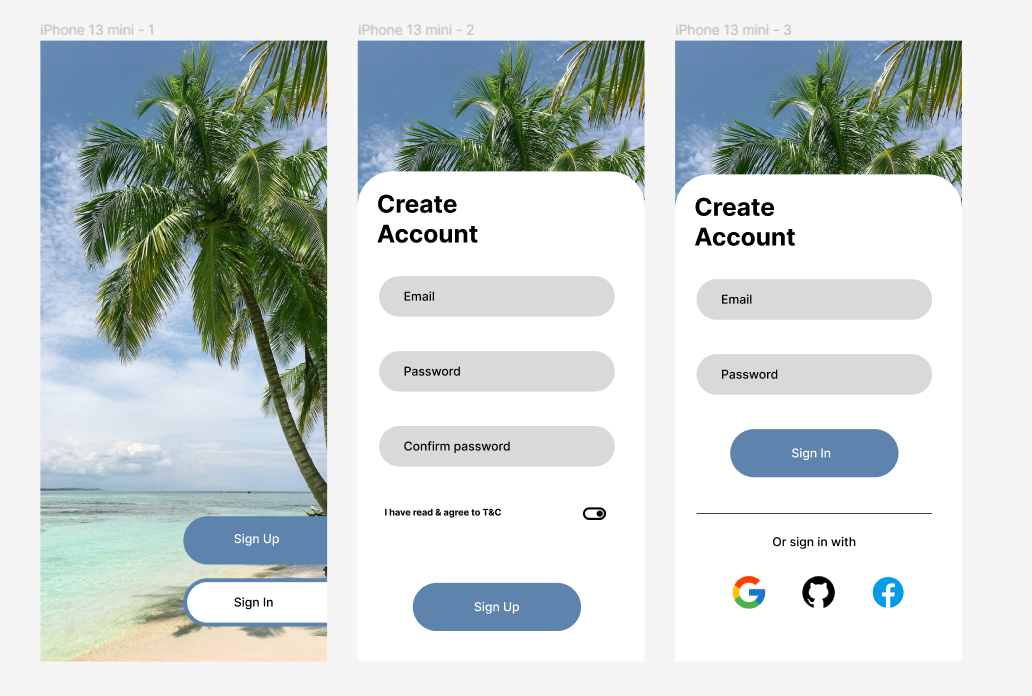 iPhone 13 mini - 1
Sign Up
Sign In
iPhone 13 mini - 2
Create
Account
Email
Password
Confirm password
I have read & agree to T&C
Sign Up
iPhone 13 mini - 3
Create
Account
Email
Password
Sign In
Or sign in with